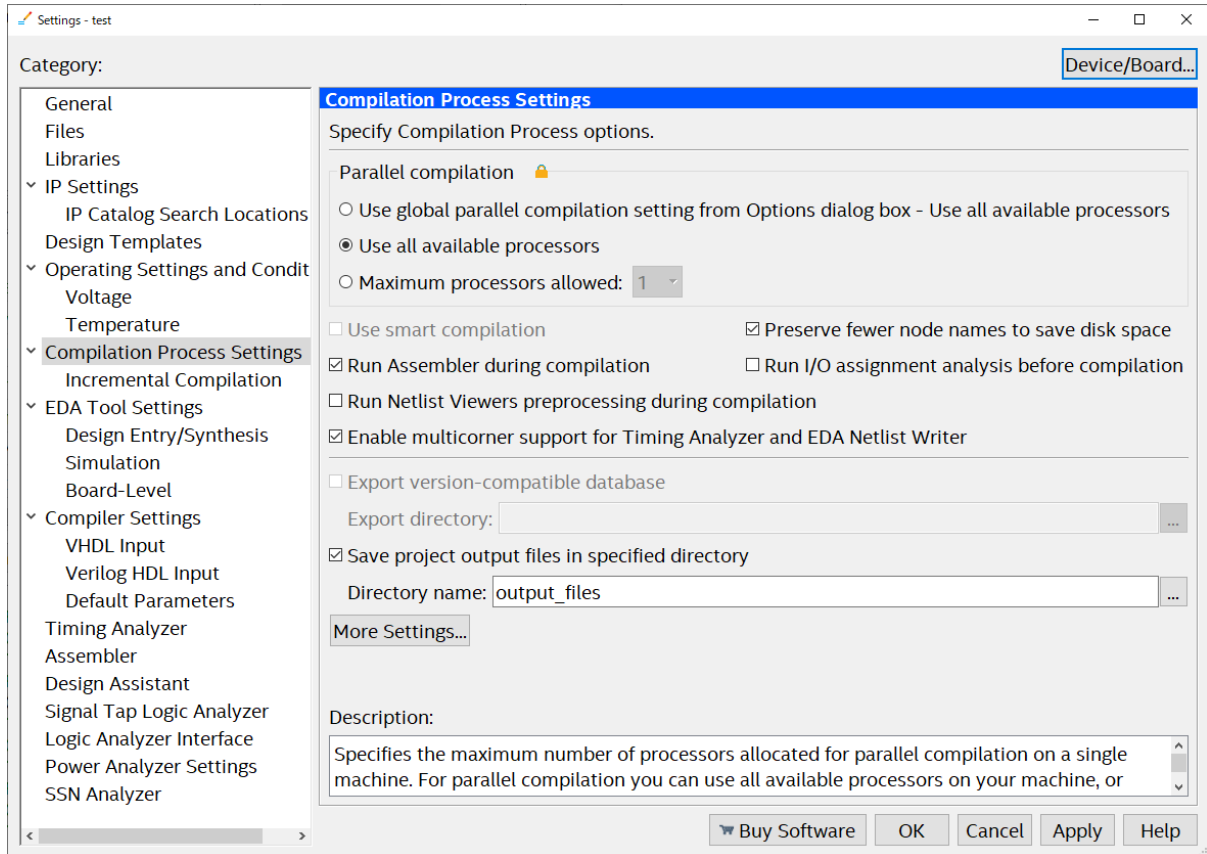 Settings - test
Category:
Device/Board...
General
Files
Libraries
IP Settings
IP Catalog Search Locations
Design Templates
Operating Settings and Condit
Voltage
Temperature
Compilation Process Settings
Incremental Compilation
EDA Tool Settings
Design Entry/Synthesis
Simulation
Board-Level
Compiler Settings
VHDL Input
Verilog HDL Input
Default Parameters
Timing Analyzer
Assembler
Design Assistant
Signal Tap Logic Analyzer
Logic Analyzer Interface
Power Analyzer Settings
SSN Analyzer
Compilation Process Settings
Specify Compilation Process options.
Parallel compilation
Use global parallel compilation setting from Options dialog box - Use all available processors
Use all available processors
Maximum processors allowed: 1
Use smart compilation
Preserve fewer node names to save disk space
Run Assembler during compilation
Run I/O assignment analysis before compilation
Run Netlist Viewers preprocessing during compilation
Enable multicorner support for Timing Analyzer and EDA Netlist Writer
Export version-compatible database
Export directory: ...
Save project output files in specified directory
Directory name: output_files ...
More Settings...
Description:
Specifies the maximum number of processors allocated for parallel compilation on a single
machine. For parallel compilation you can use all available processors on your machine, or
Buy Software OK Cancel Apply Help